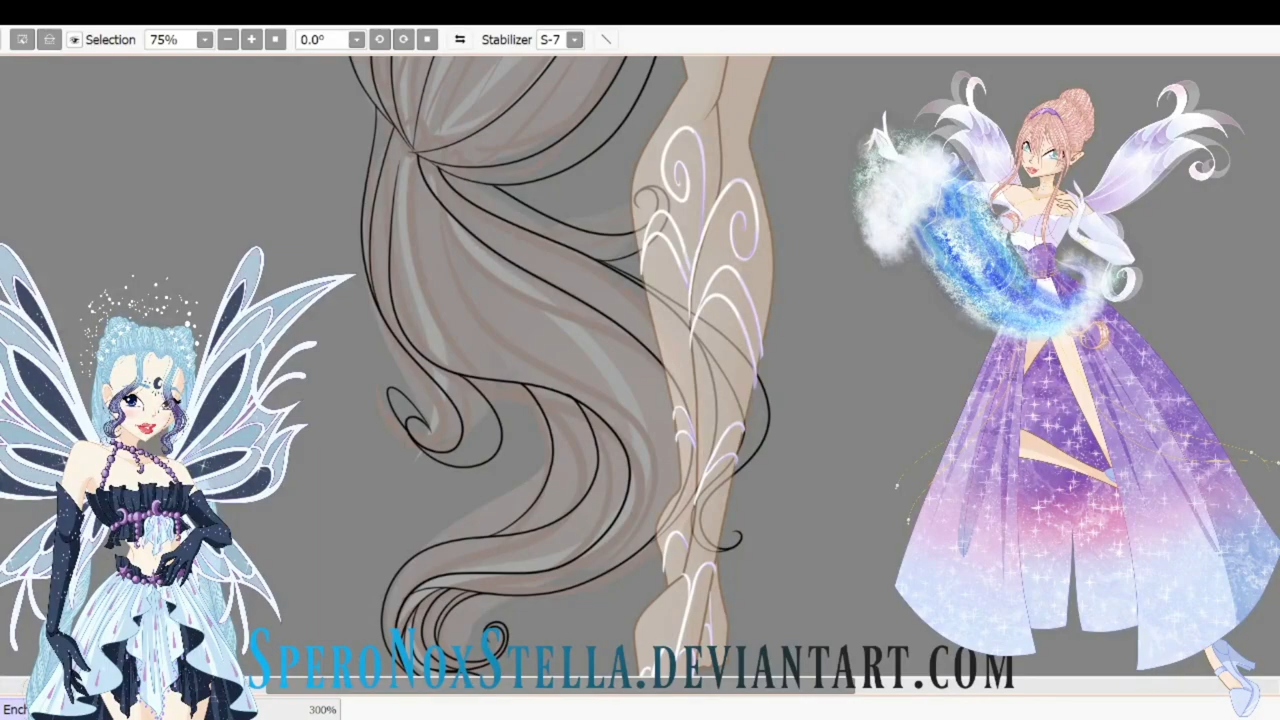 Selection 75% 0.0° Stabilizer S-7
SperoNoxStella.deviantart.com
Ench 300%